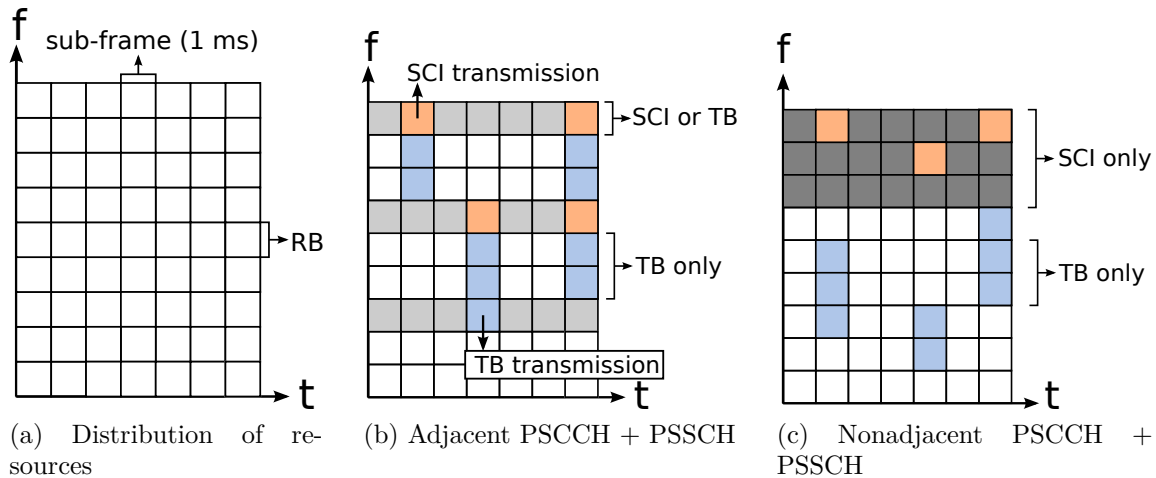 f
sub-frame (1 ms)
RB
t
(a) Distribution of re-
sources
f
SCI transmission
SCI or TB
TB only
TB transmission
t
(b) Adjacent PSCCH + PSSCH
f
SCI only
TB only
t
(c) Nonadjacent PSCCH +
PSSCH